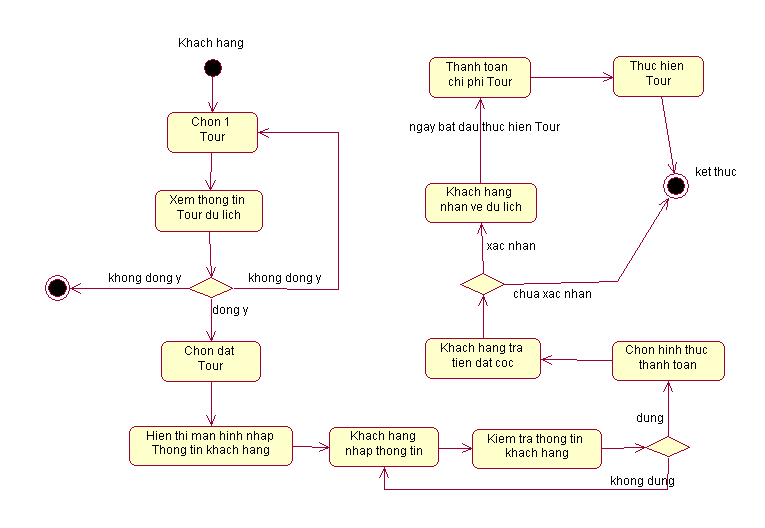 Khach hang
Chon 1
Tour
Xem thong tin
Tour du lich
khong dong y
khong dong y
dong y
Chon dat
Tour
Hien thi man hinh nhap
Thong tin khach hang
Khach hang
nhap thong tin
Kiem tra thong tin
khach hang
khong dung
dung
Chon hinh thuc
thanh toan
Khach hang tra
tien dat coc
chua xac nhan
xac nhan
Khach hang
nhan ve du lich
ngay bat dau thuc hien Tour
Thanh toan
chi phi Tour
Thuc hien
Tour
ket thuc